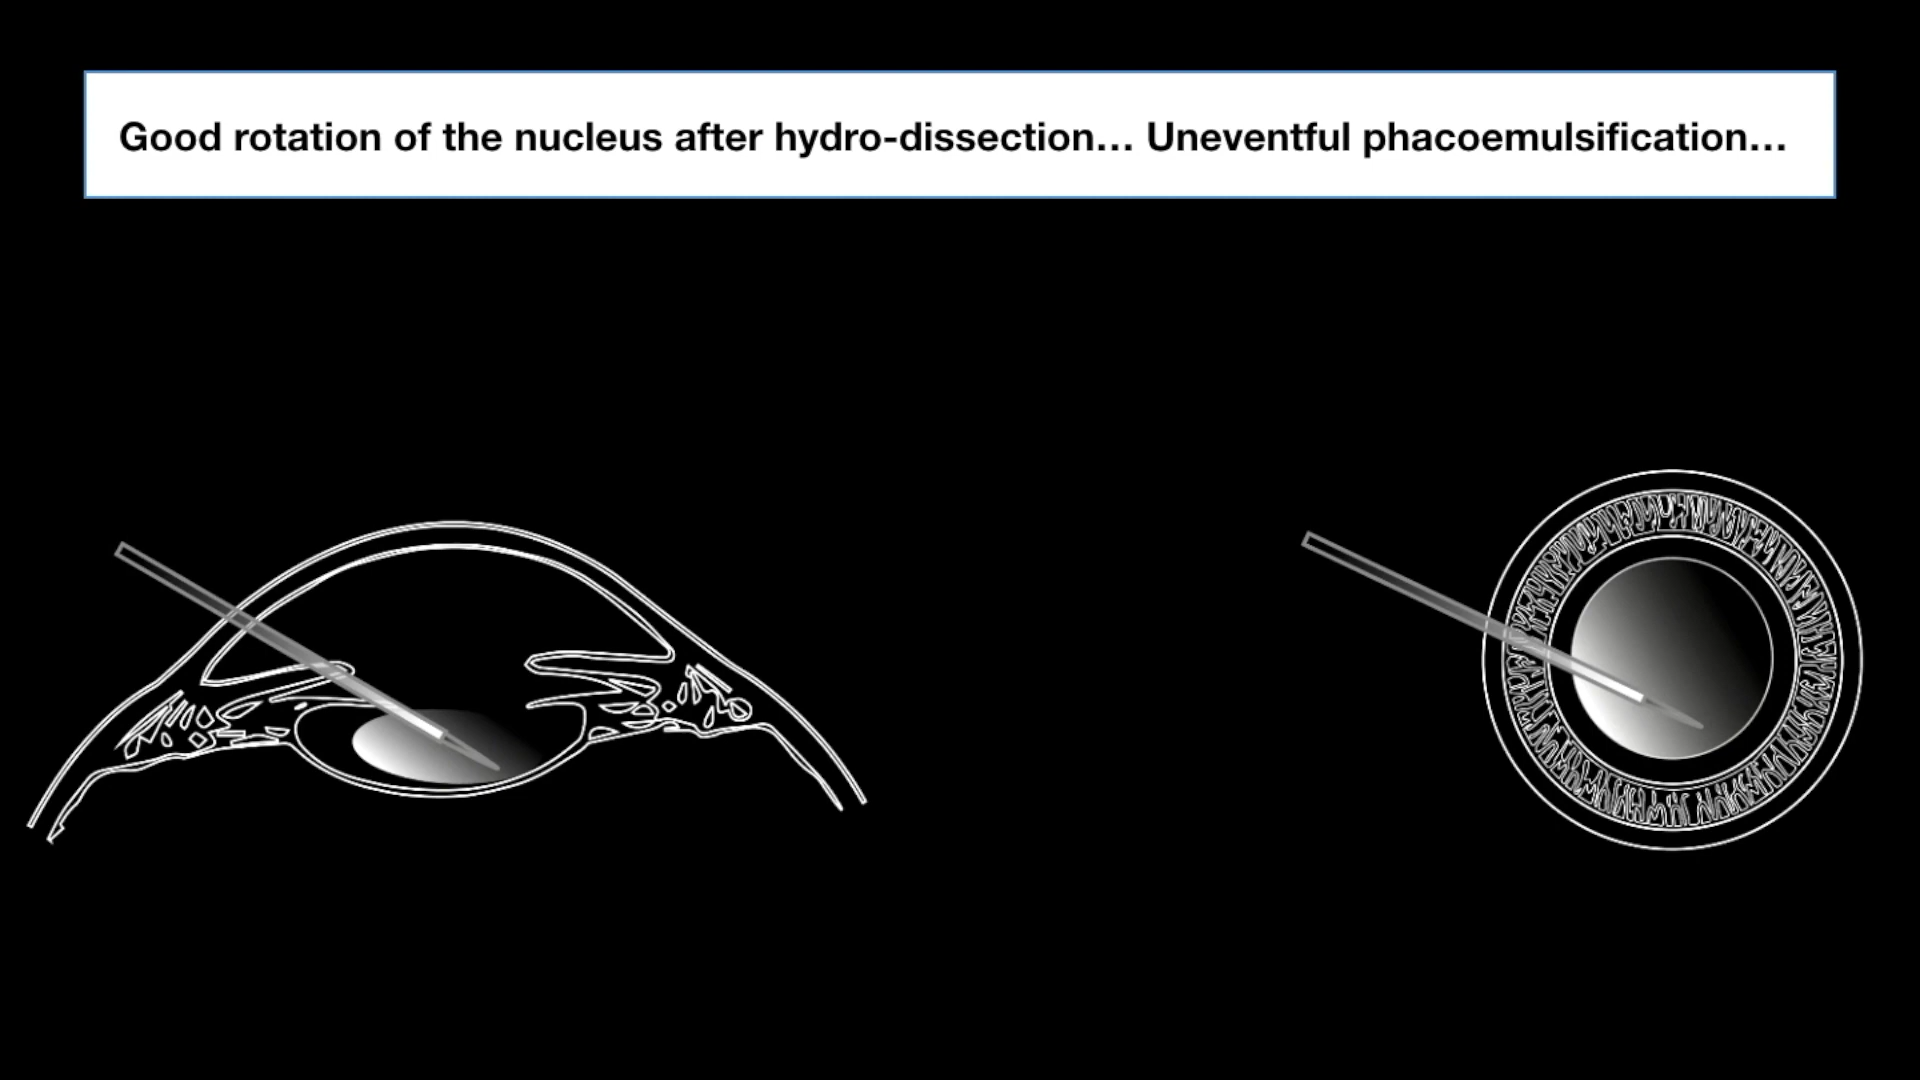 Good rotation of the nucleus after hydro-dissection… Uneventful phacoemulsification…